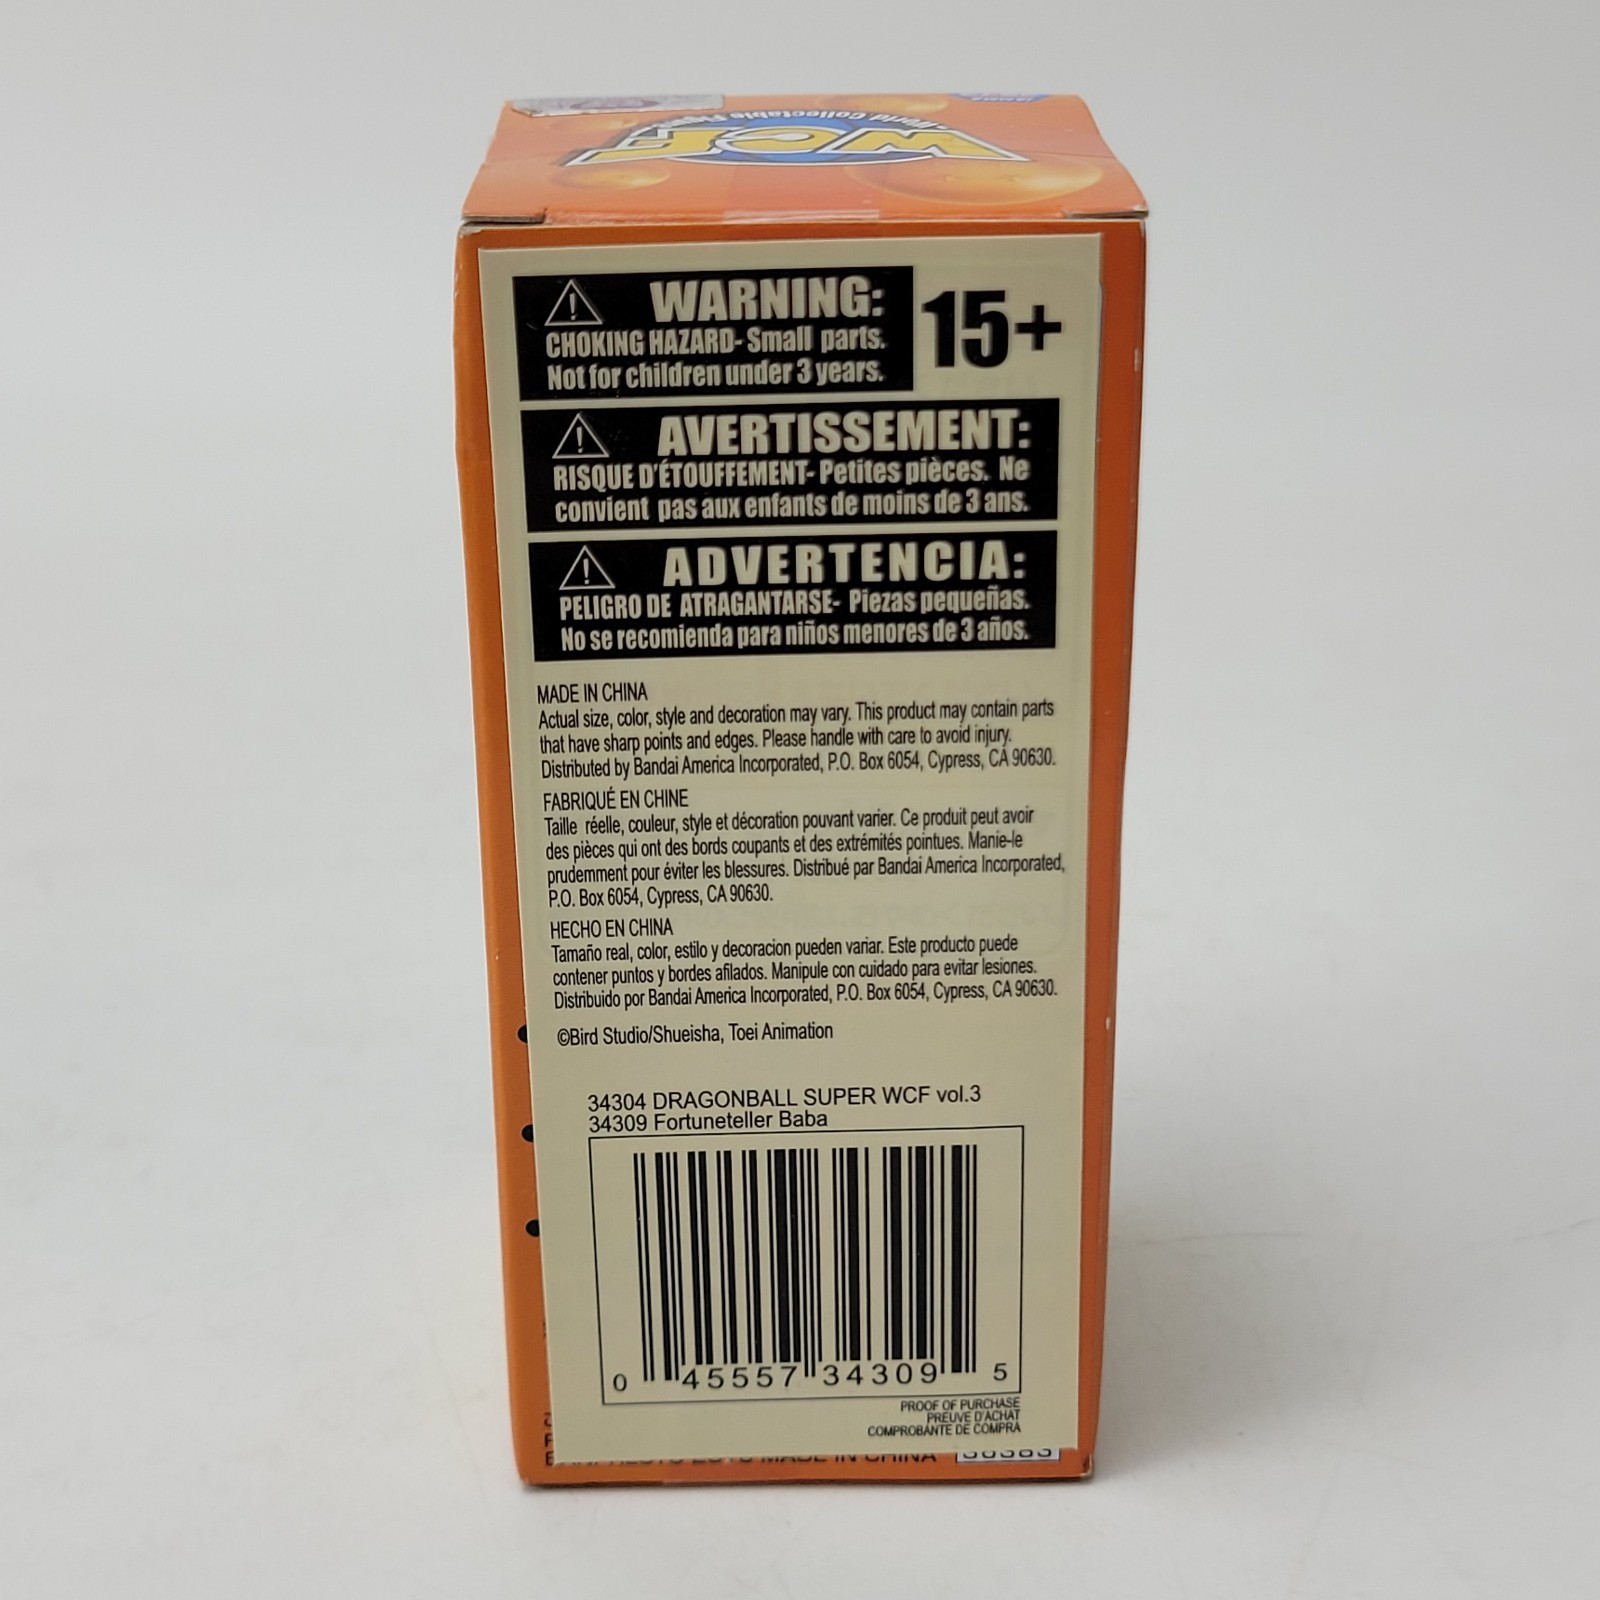 World Collectable Figure
WCF
WARNING:
CHOKING HAZARD- Small parts.
Not for children under 3 years.
15+
AVERTISSEMENT:
RISQUE D'ÉTOUFFEMENT- Petites pièces. Ne
convient pas aux enfants de moins de 3 ans.
ADVERTENCIA:
PELIGRO DE ATRAGANTARSE- Piezas pequeñas.
No se recomienda para niños menores de 3 años.
MADE IN CHINA
Actual size, color, style and decoration may vary. This product may contain parts
that have sharp points and edges. Please handle with care to avoid injury.
Distributed by Bandai America Incorporated, P.O. Box 6054, Cypress, CA 90630.
FABRIQUÉ EN CHINE
Taille réelle, couleur, style et décoration pouvant varier. Ce produit peut avoir
des pièces qui ont des bords coupants et des extrémités pointues. Manie-le
prudemment pour éviter les blessures. Distribué par Bandai America Incorporated,
P.O. Box 6054, Cypress, CA 90630.
HECHO EN CHINA
Tamaño real, color, estilo y decoracion pueden variar. Este producto puede
contener puntos y bordes afilados. Manipule con cuidado para evitar lesiones.
Distribuido por Bandai America Incorporated, P.O. Box 6054, Cypress, CA 90630.
©Bird Studio/Shueisha, Toei Animation
34304 DRAGONBALL SUPER WCF vol.3
34309 Fortuneteller Baba
0 45557 34309 5
PROOF OF PURCHASE
PREUVE D'ACHAT
COMPROBANTE DE COMPRA
MADE IN CHINA